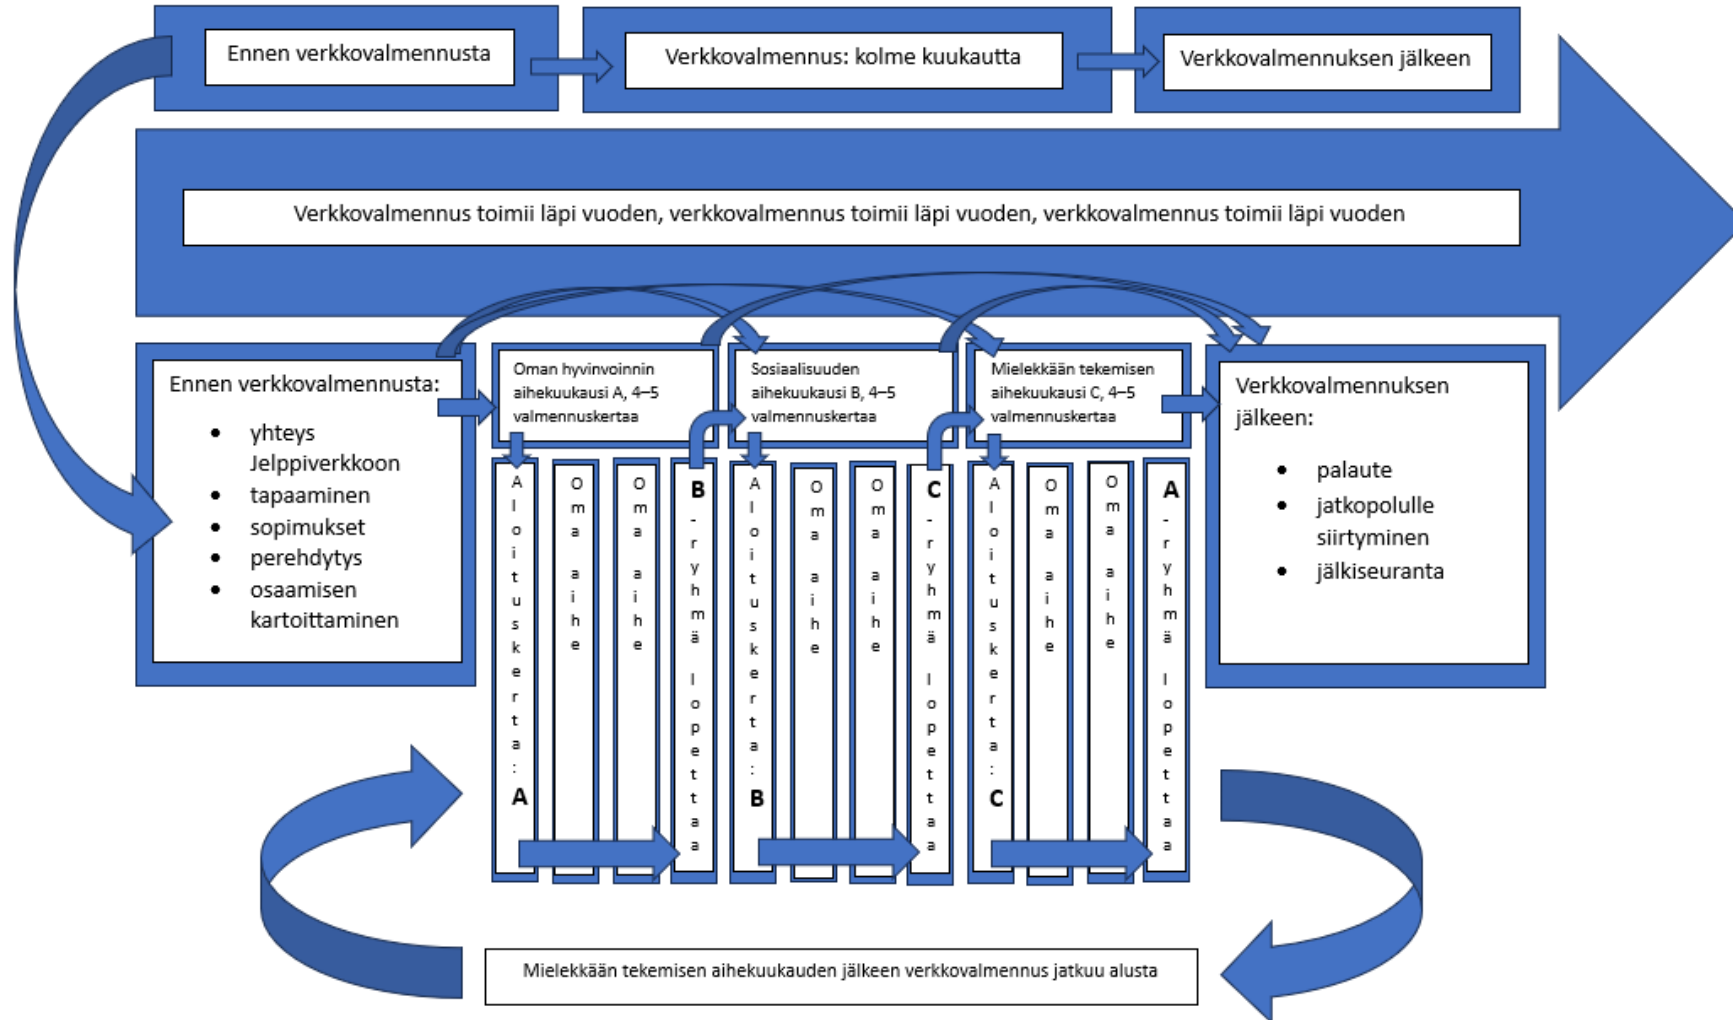 Ennen verkkovalmennusta
Verkkovalmennus: kolme kuukautta
Verkkovalmennuksen jälkeen
Verkkovalmennus toimii läpi vuoden, verkkovalmennus toimii läpi vuoden, verkkovalmennus toimii läpi vuoden
Ennen verkkovalmennusta:
• yhteys
Jelppiverkkoon
• tapaaminen
• sopimukset
• perehdytys
• osaamisen
kartoittaminen
Oman hyvinvoinnin
aihekuukausi A, 4–5
valmennuskertaa
Aloituskerta: A
Oma aihe
Oma aihe
B-ryhmä lopettaa
Sosiaalisuuden
aihekuukausi B, 4–5
valmennuskertaa
Aloituskerta: B
Oma aihe
Oma aihe
C-ryhmä lopettaa
Mielekkään tekemisen
aihekuukausi C, 4–5
valmennuskertaa
Aloituskerta: C
Oma aihe
Oma aihe
A-ryhmä lopettaa
Verkkovalmennuksen
jälkeen:
• palaute
• jatkopolulle
siirtyminen
• jälkiseuranta
Mielekkään tekemisen aihekuukauden jälkeen verkkovalmennus jatkuu alusta